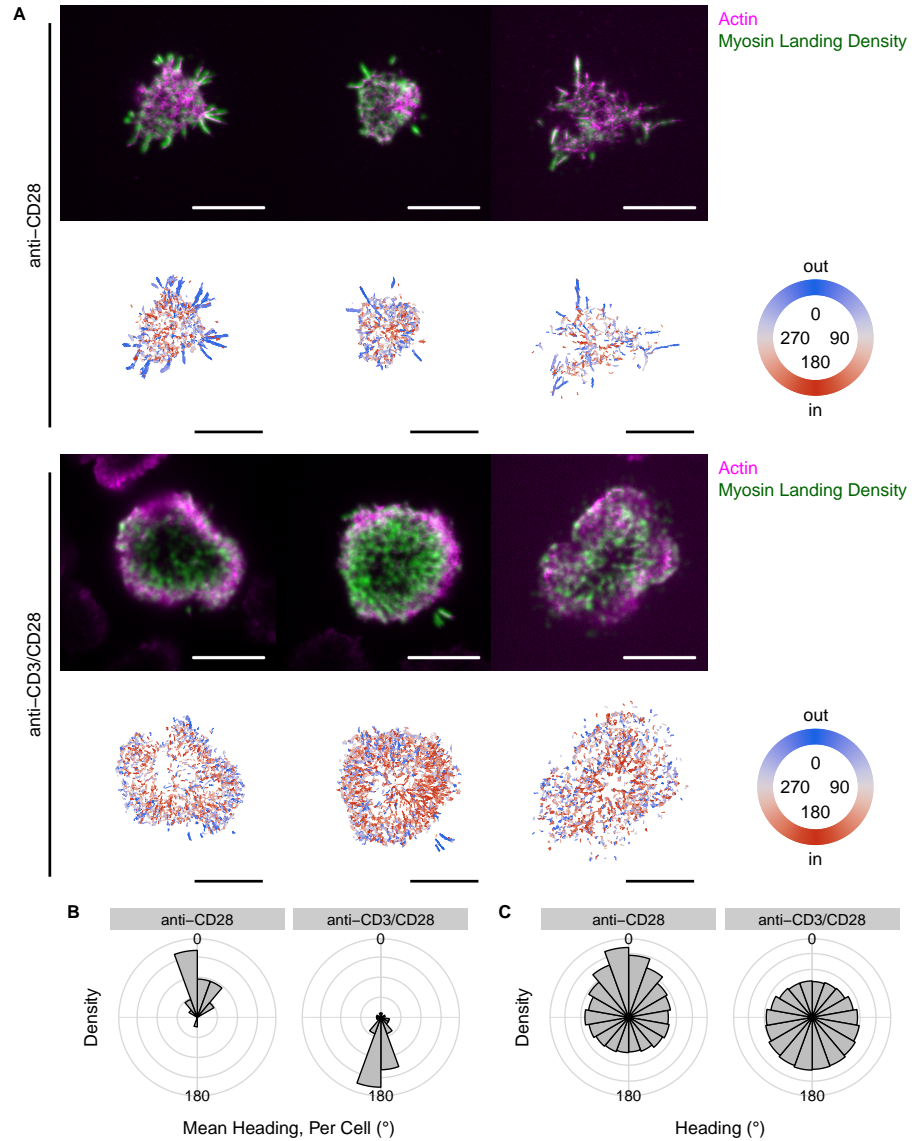 A
Actin
Myosin Landing Density
anti−CD28
out
0
270 90
180
in
Actin
Myosin Landing Density
anti−CD3/CD28
out
0
270 90
180
in
B
anti−CD28
anti−CD3/CD28
0
0
Density
180
180
Mean Heading, Per Cell (°)
C
anti−CD28
anti−CD3/CD28
0
0
Density
180
180
Heading (°)